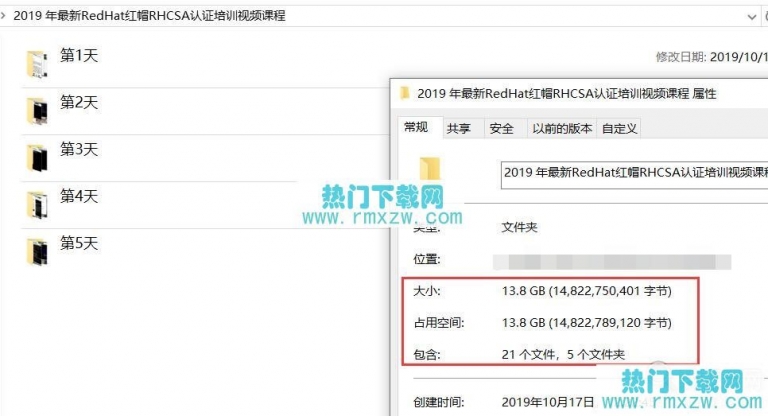 2019 年最新RedHat红帽RHCSA认证培训视频课程
第1天
修改日期: 2019/10/1
第2天
第3天
第4天
第5天
2019 年最新RedHat红帽RHCSA认证培训视频课程 属性
常规 共享 安全 以前的版本 自定义
2019 年最新RedHat红帽RHCSA认证培训视频课程
热门下载网
www.rmxzw.com
类型: 文件夹
位置:
大小: 13.8 GB (14,822,750,401 字节)
占用空间: 13.8 GB (14,822,789,120 字节)
包含: 21 个文件，5 个文件夹
创建时间: 2019年10月17日
热门下载网
www.rmxzw.com